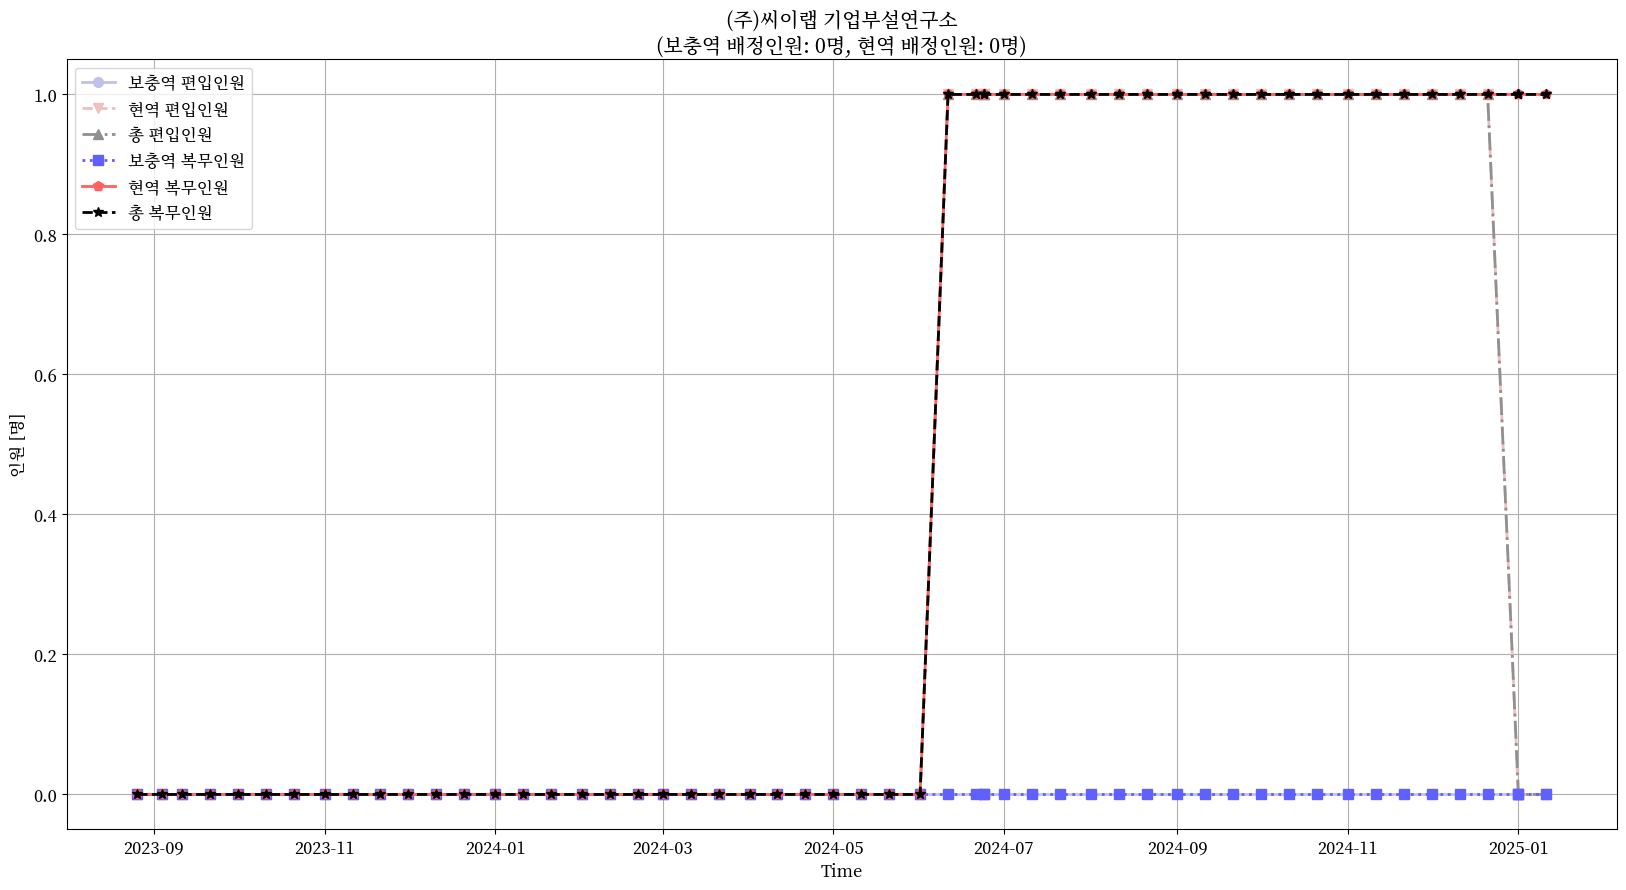 (주)씨이랩 기업부설연구소
(보충역 배정인원: 0명, 현역 배정인원: 0명)
보충역 편입인원
현역 편입인원
총 편입인원
보충역 복무인원
현역 복무인원
총 복무인원
1.0
0.8
0.6
0.4
0.2
0.0
인원 [명]
2023-09
2023-11
2024-01
2024-03
2024-05
2024-07
2024-09
2024-11
2025-01
Time